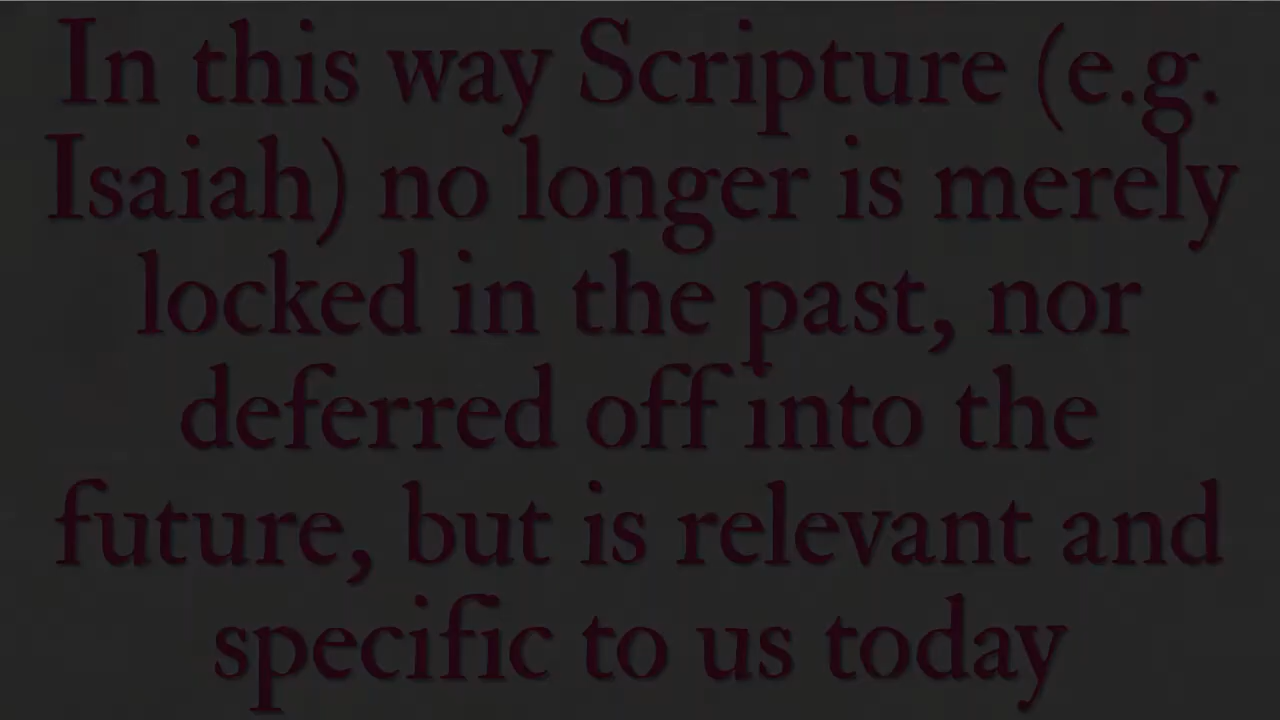 In this way Scripture (e.g.
Isaiah) no longer is merely
locked in the past, nor
deferred off into the
future, but is relevant and
specific to us today